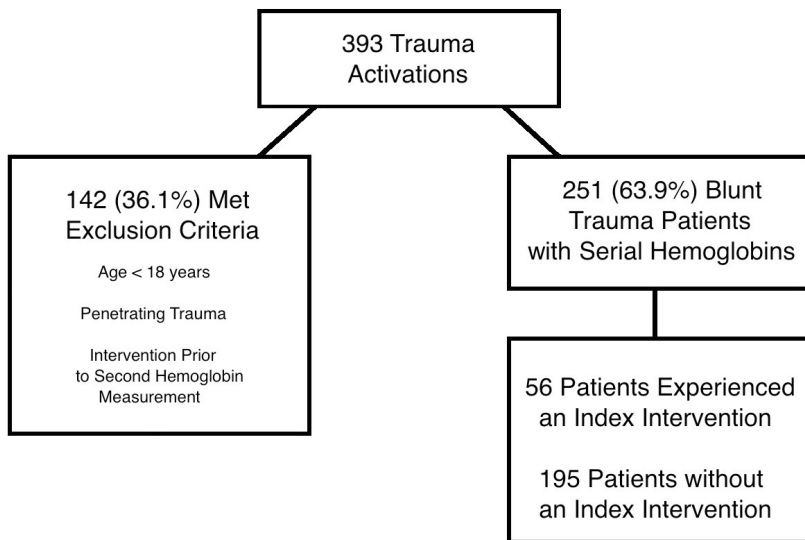 393 Trauma
Activations
142 (36.1%) Met
Exclusion Criteria
Age < 18 years
Penetrating Trauma
Intervention Prior
to Second Hemoglobin
Measurement
251 (63.9%) Blunt
Trauma Patients
with Serial Hemoglobins
56 Patients Experienced
an Index Intervention
195 Patients without
an Index Intervention